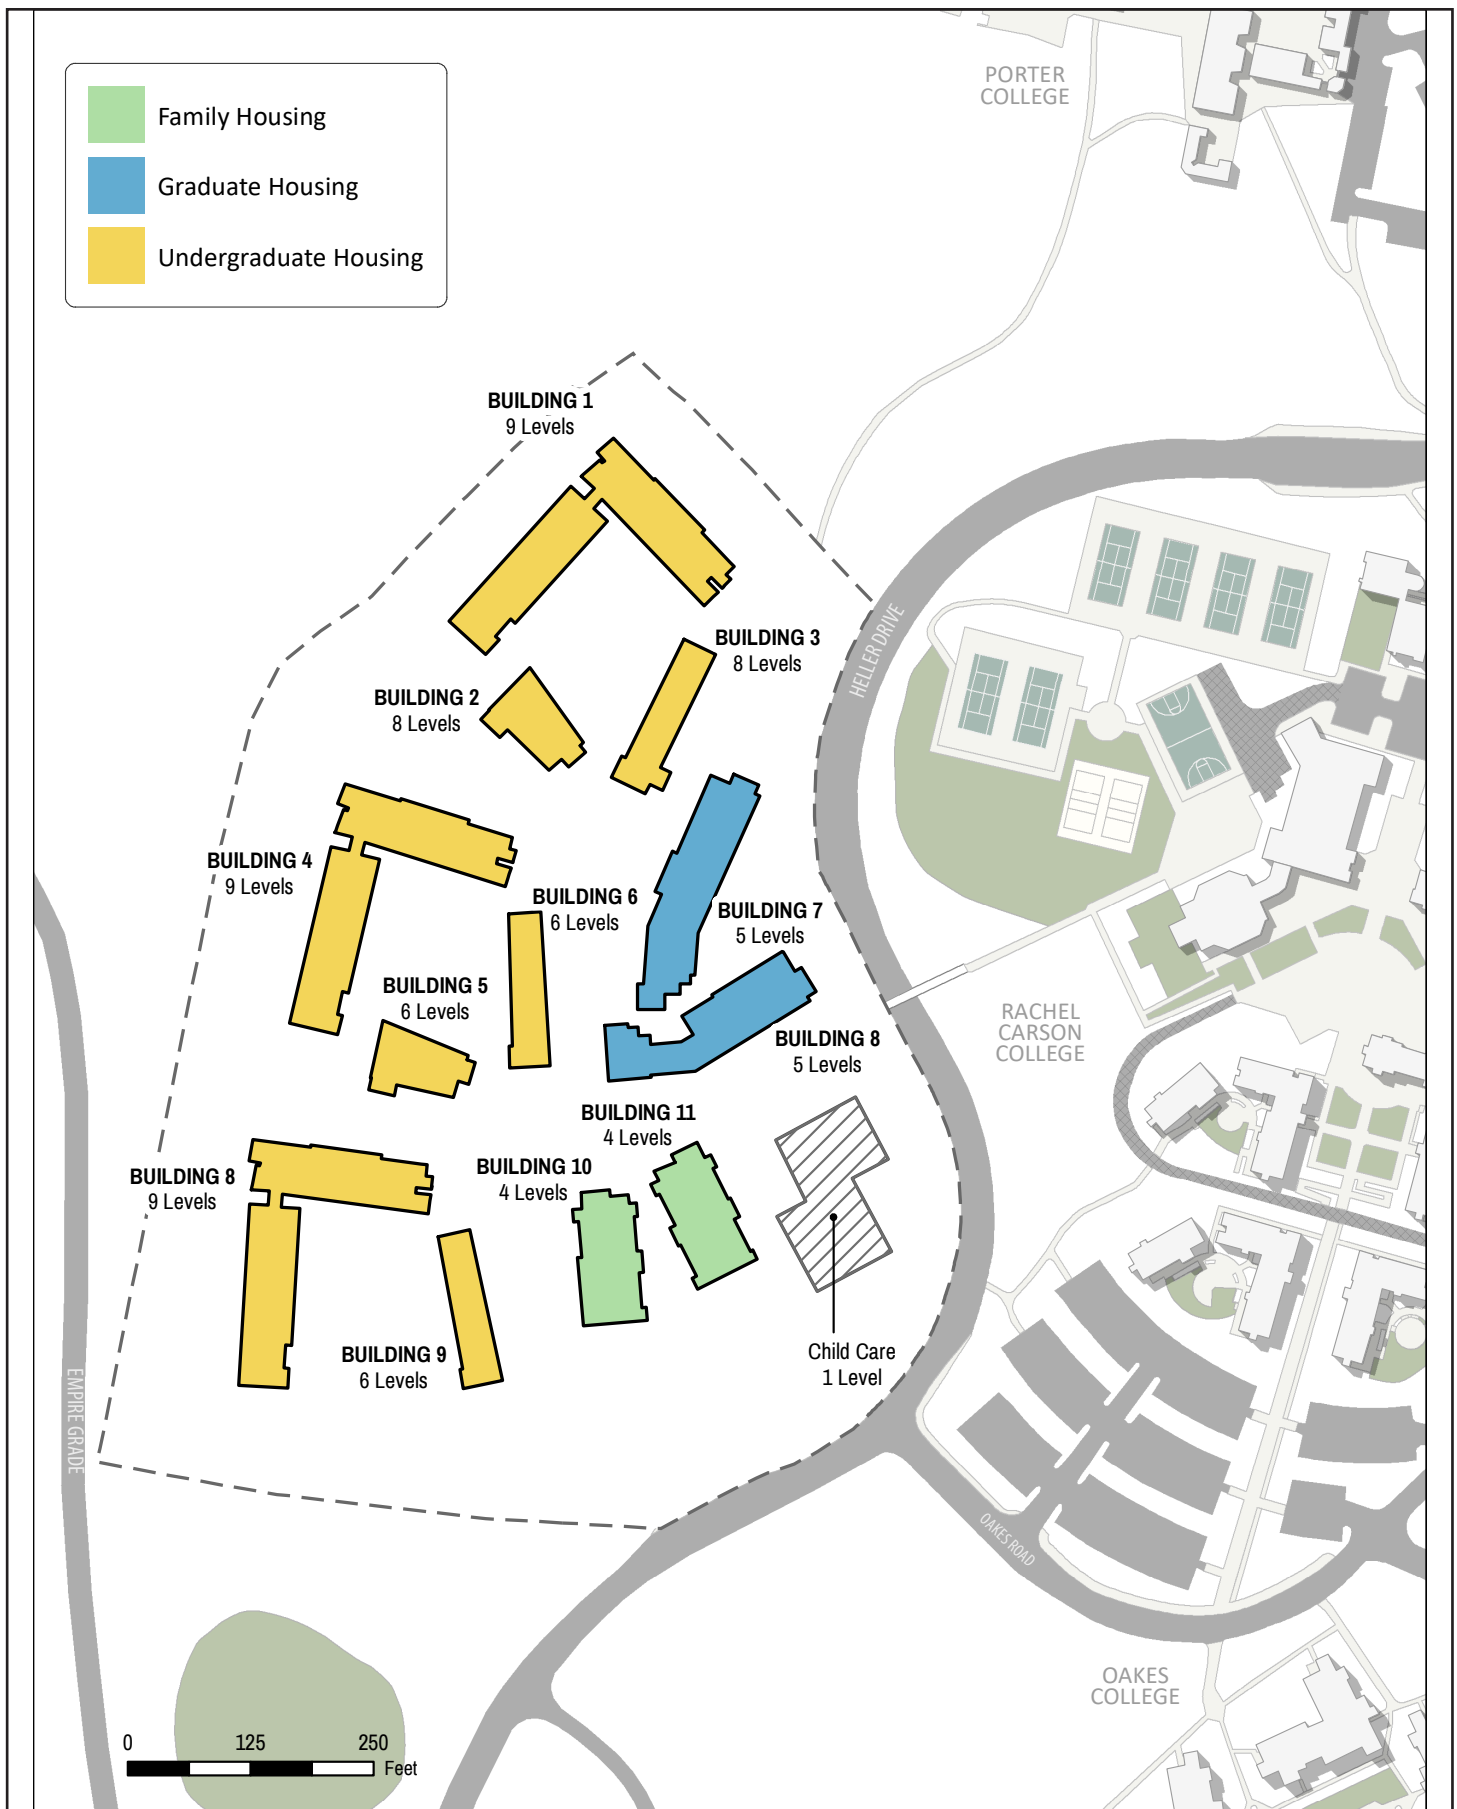 Family Housing
Graduate Housing
Undergraduate Housing
PORTER
COLLEGE
BUILDING 1
9 Levels
HELLER DRIVE
BUILDING 3
8 Levels
BUILDING 2
8 Levels
BUILDING 4
9 Levels
BUILDING 6
6 Levels
BUILDING 7
5 Levels
BUILDING 5
6 Levels
RACHEL
CARSON
COLLEGE
BUILDING 8
5 Levels
BUILDING 11
4 Levels
BUILDING 10
4 Levels
BUILDING 8
9 Levels
BUILDING 9
6 Levels
Child Care
1 Level
EMPIRE GRADE
OAKES ROAD
OAKES
COLLEGE
0 125 250
Feet